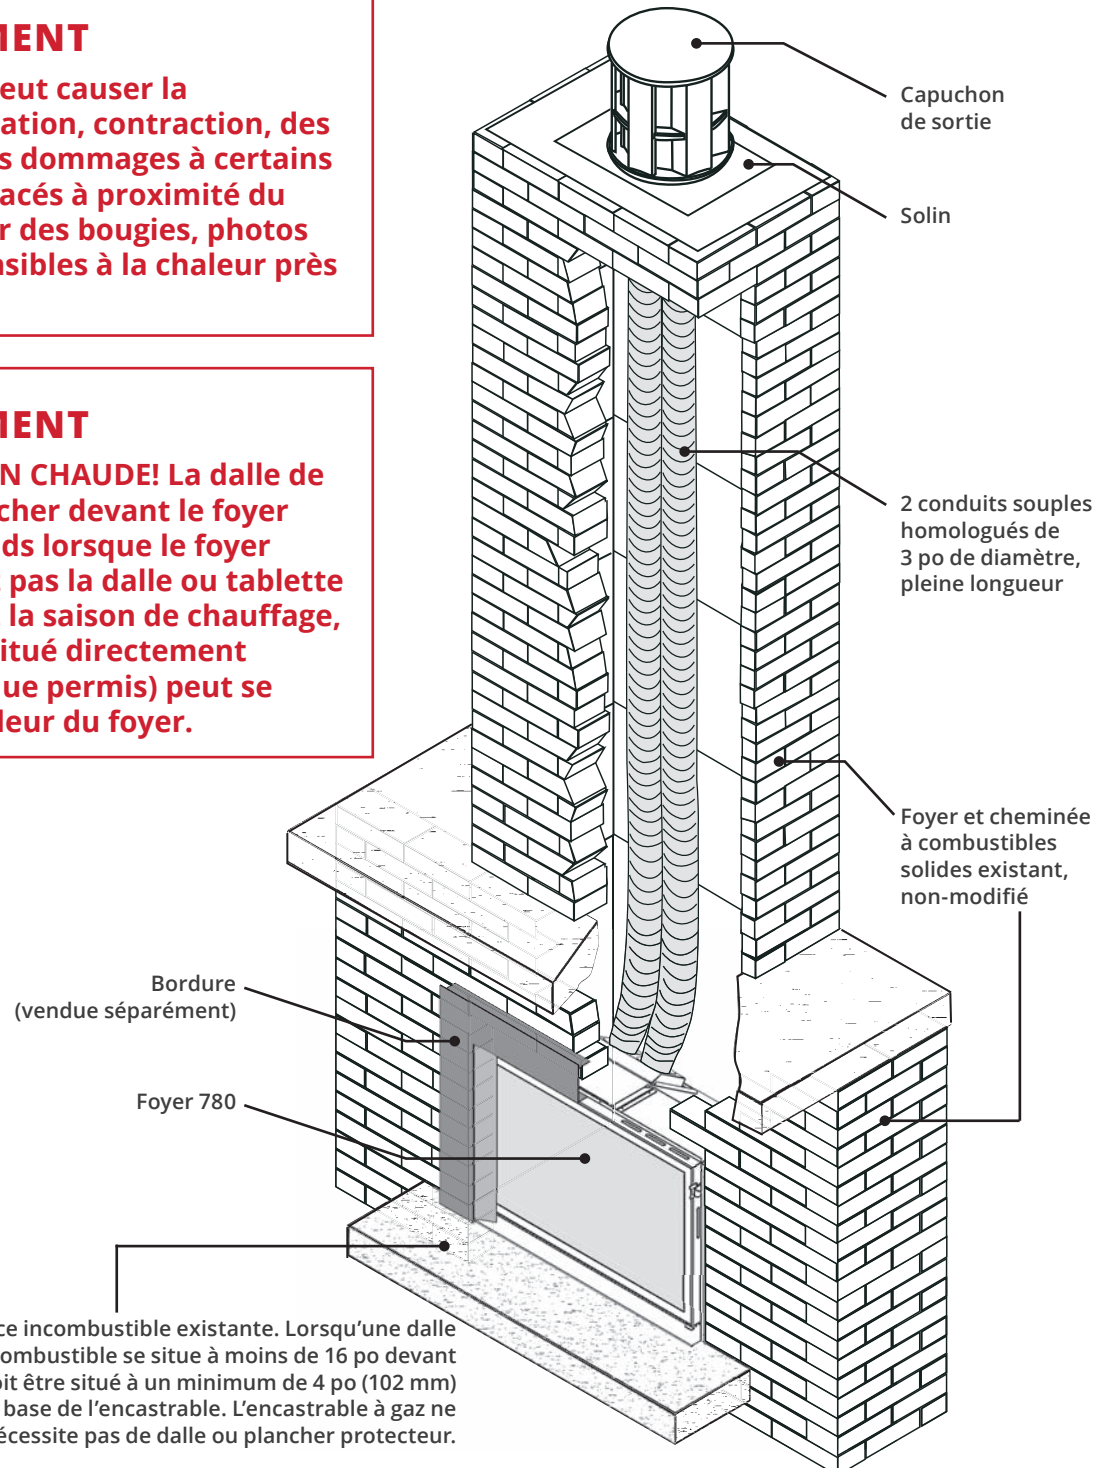 MENT
eut causer la
ation, contraction, des
s dommages à certains
acés à proximité du
r des bougies, photos
nsibles à la chaleur près
MENT
N CHAUDE! La dalle de
cher devant le foyer
ds lorsque le foyer
t pas la dalle ou tablette
t la saison de chauffage,
itué directement
ue permis) peut se
leur du foyer.
Capuchon
de sortie
Solin
2 conduits souples
homologués de
3 po de diamètre,
pleine longueur
Foyer et cheminée
à combustibles
solides existant,
non-modifié
Bordure
(vendue séparément)
Foyer 780
ce incombustible existante. Lorsqu’une dalle
combustible se situe à moins de 16 po devant
oit être situé à un minimum de 4 po (102 mm)
base de l’encastrable. L’encastrable à gaz ne
écessite pas de dalle ou plancher protecteur.